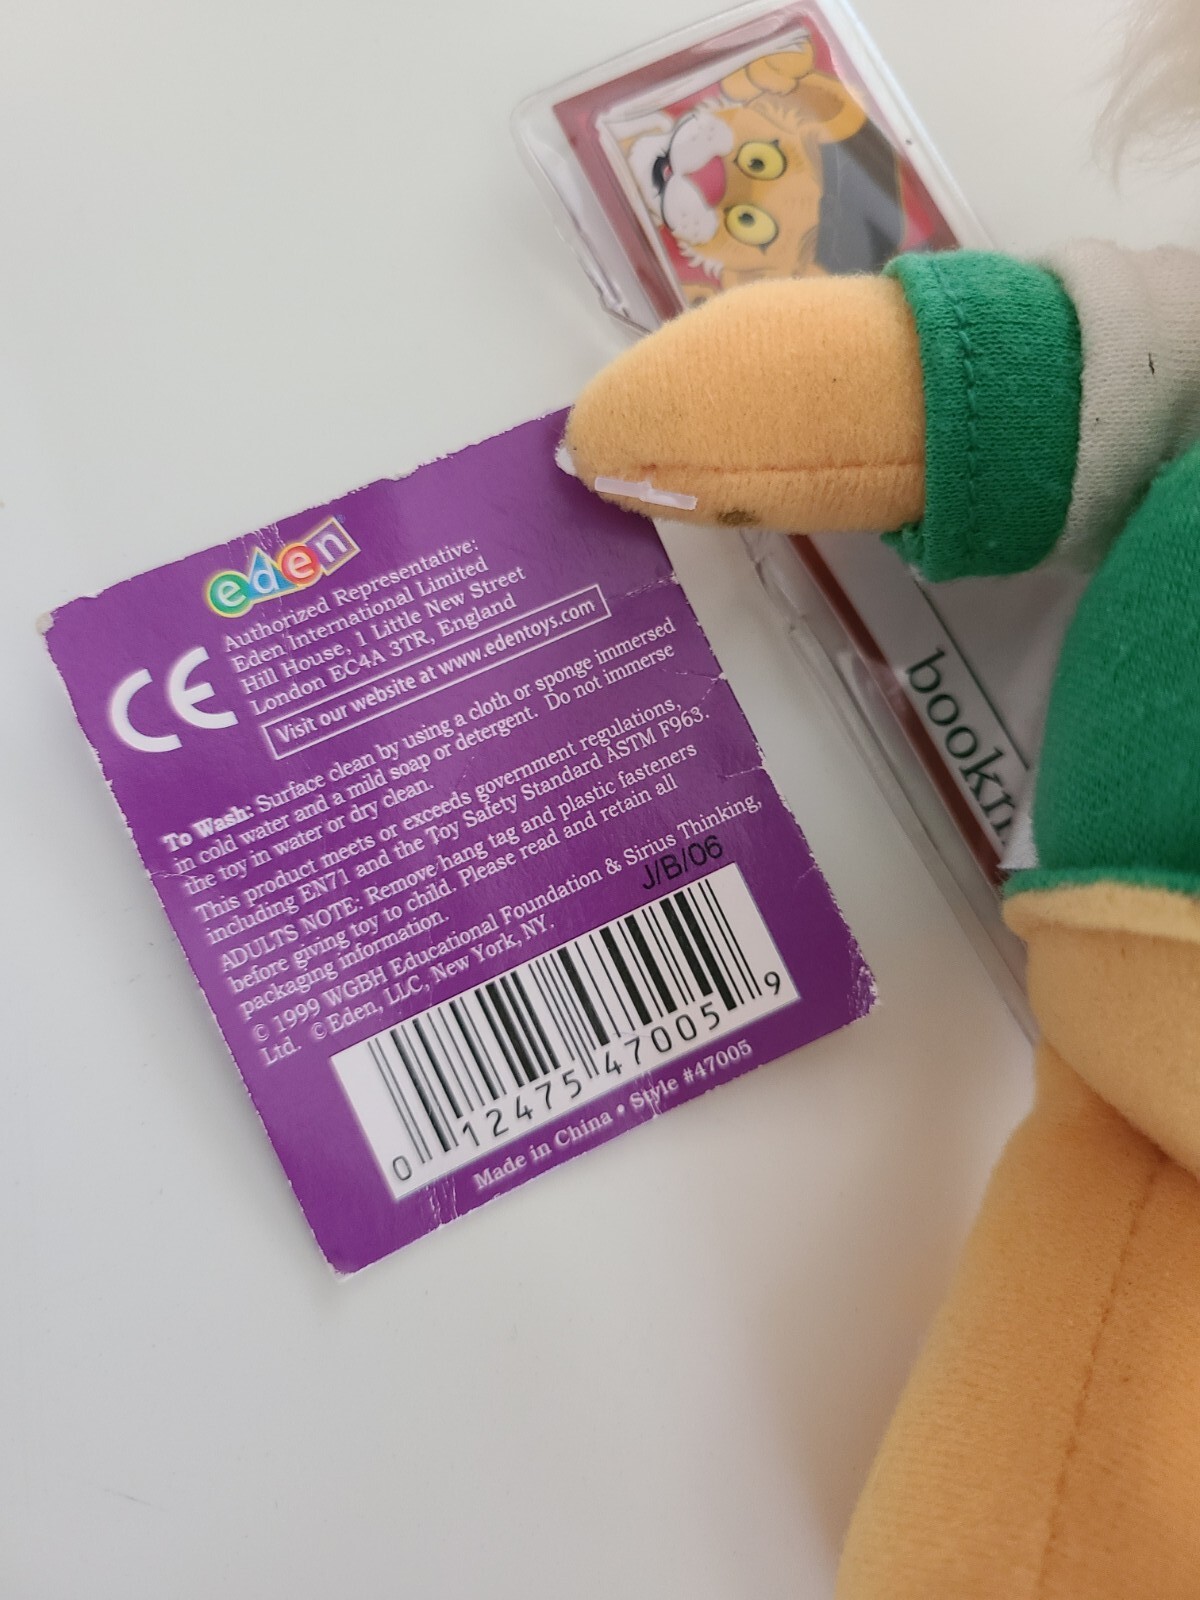 eden
Authorized Representative:
Eden International Limited
Hill House, 1 Little New Street
London EC4A 3TR, England
CE
Visit our website at www.edentoys.com
To Wash: Surface clean by using a cloth or sponge immersed
in cold water and a mild soap or detergent. Do not immerse
the toy in water or dry clean.
This product meets or exceeds government regulations,
including EN71 and the Toy Safety Standard ASTM F963.
ADULTS NOTE: Remove hang tag and plastic fasteners
before giving toy to child. Please read and retain all
packaging information.
© 1999 WGBH Educational Foundation & Sirius Thinking,
Ltd. © Eden, LLC, New York, NY.
J/B/06
0 12475 47005 9
Made in China • Style #47005